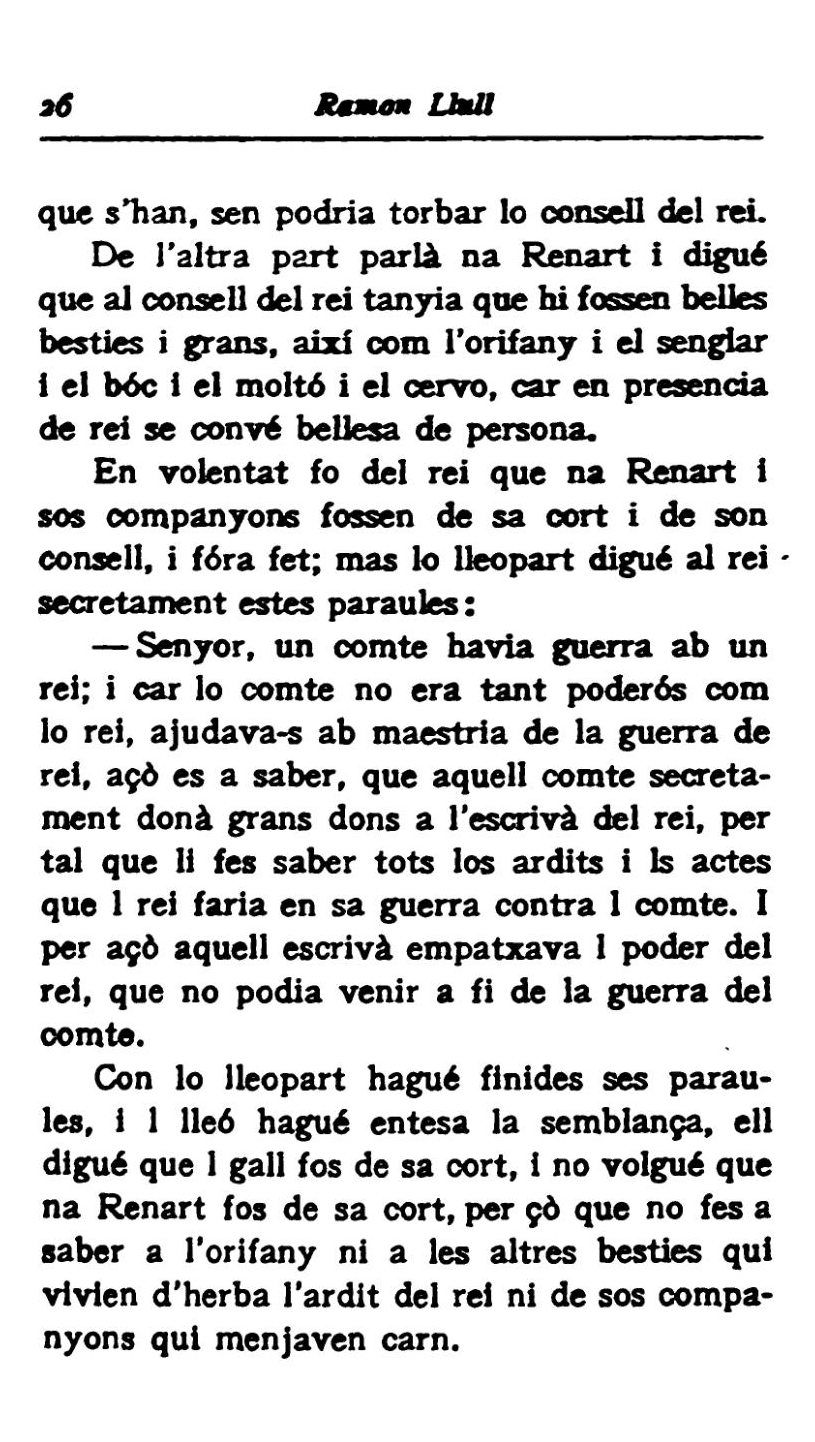 26 Ramon Llull
que s'han, sen podria torbar lo consell del rei.
De l'altra part parlà na Renart i digué
que al consell del rei tanyia que hi fossen belles
besties i grans, així com l'orifany i el senglar
i el bóc i el moltó i el cervo, car en presencia
de rei se convé bellesa de persona.
En volentat fo del rei que na Renart i
sos companyons fossen de sa cort i de son
consell, i fóra fet; mas lo lleopart digué al rei
secretament estes paraules:
— Senyor, un comte havia guerra ab un
rei; i car lo comte no era tant poderós com
lo rei, ajudava-s ab maestria de la guerra de
rei, açò es a saber, que aquell comte secreta-
ment donà grans dons a l'escrivà del rei, per
tal que li fes saber tots los ardits i ls actes
que l rei faria en sa guerra contra l comte. I
per açò aquell escrivà empatxava l poder del
rei, que no podia venir a fi de la guerra del
comte.
Con lo lleopart hagué finides ses parau-
les, i l lleó hagué entesa la semblança, ell
digué que l gall fos de sa cort, i no volgué que
na Renart fos de sa cort, per çò que no fes a
saber a l'orifany ni a les altres besties qui
vivien d'herba l'ardit del rei ni de sos compa-
nyons qui menjaven carn.